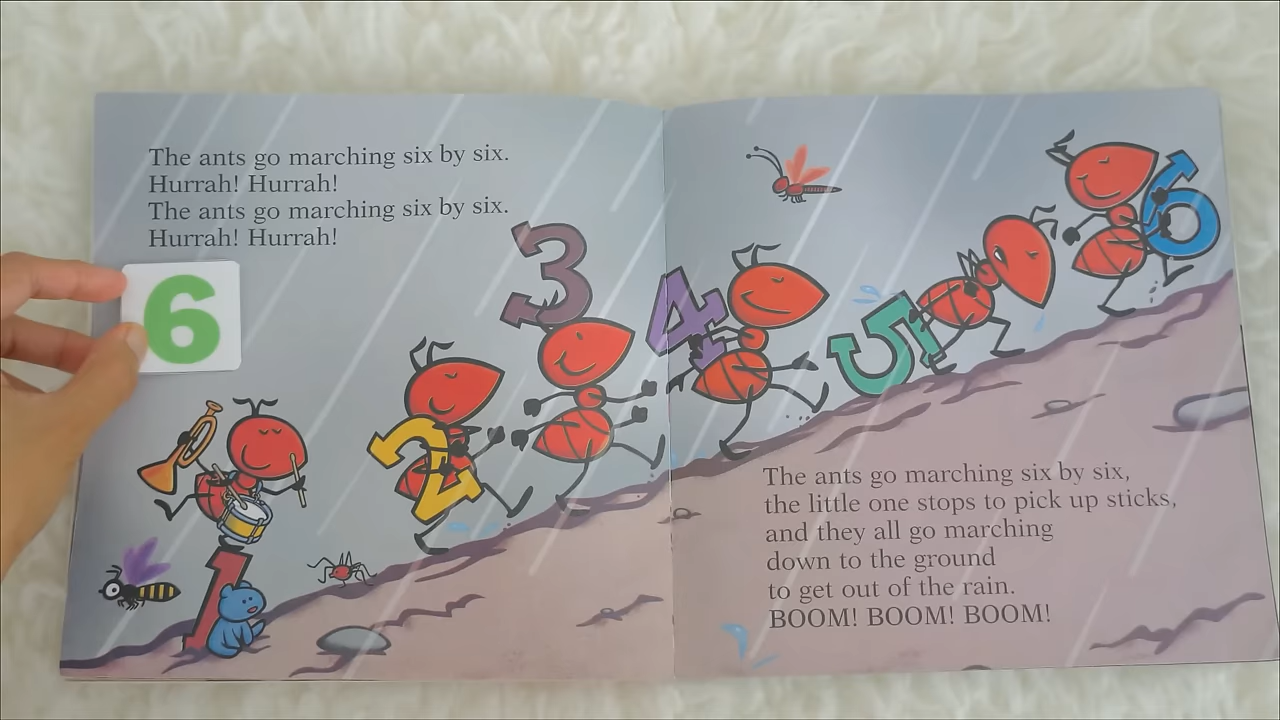 The ants go marching six by six.
Hurrah! Hurrah!
The ants go marching six by six.
Hurrah! Hurrah!
6
1
2
3
4
5
6
The ants go marching six by six,
the little one stops to pick up sticks,
and they all go marching
down to the ground
to get out of the rain.
BOOM! BOOM! BOOM!